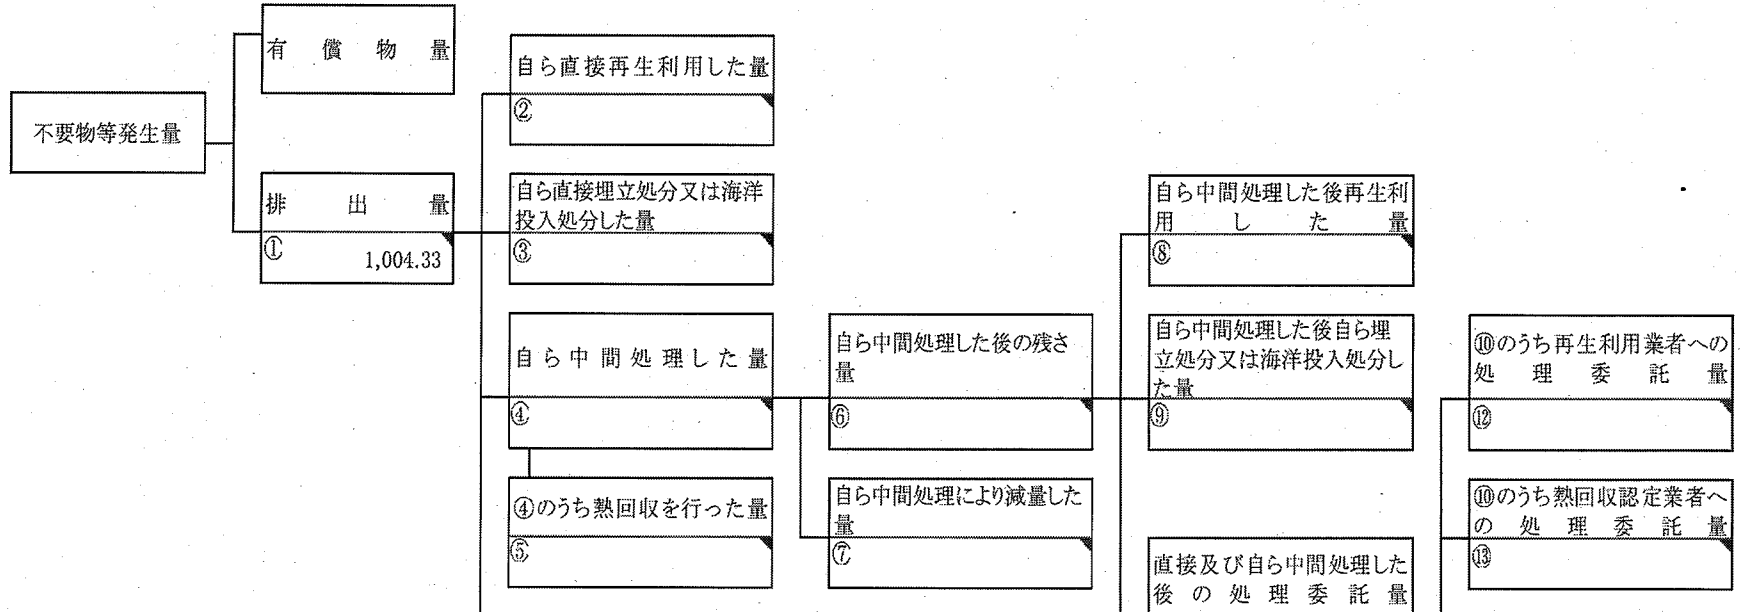 有償物量
不要物等発生量
排出量
①
1,004.33
自ら直接再生利用した量
②
自ら直接埋立処分又は海洋
投入処分した量
③
自ら中間処理した量
④
④のうち熱回収を行った量
⑤
自ら中間処理した後の残さ
量
⑥
自ら中間処理により減量した
量
⑦
自ら中間処理した後再生利
用した量
⑧
自ら中間処理した後自ら埋
立処分又は海洋投入処分し
た量
⑨
直接及び自ら中間処理した
後の処理委託量
⑩のうち再生利用業者への
処理委託量
⑫
⑩のうち熱回収認定業者へ
の処理委託量
⑬